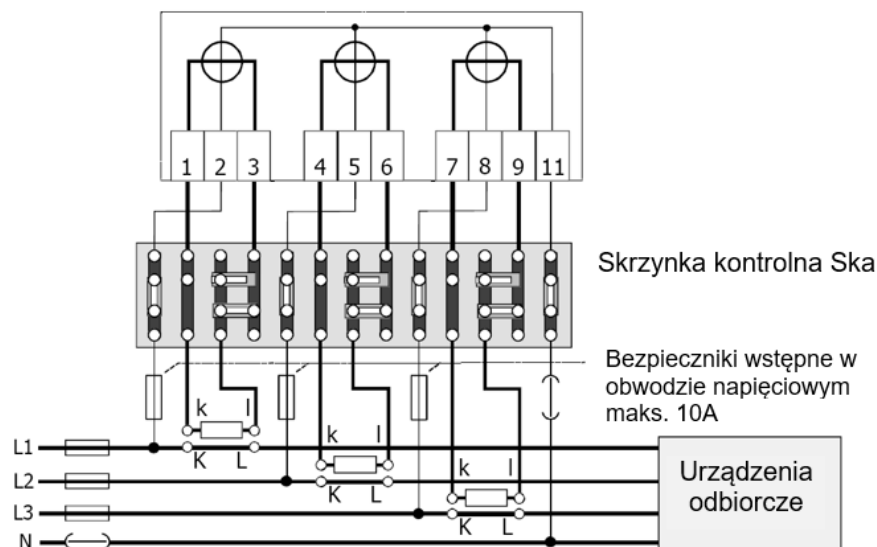 1 2 3 4 5 6 7 8 9 11
Skrzynka kontrolna Ska
Bezpieczniki wstępne w
obwodzie napięciowym
maks. 10A
k l
L1
K L
k l
L2
K L
k l
L3
K L
N
Urządzenia
odbiorcze